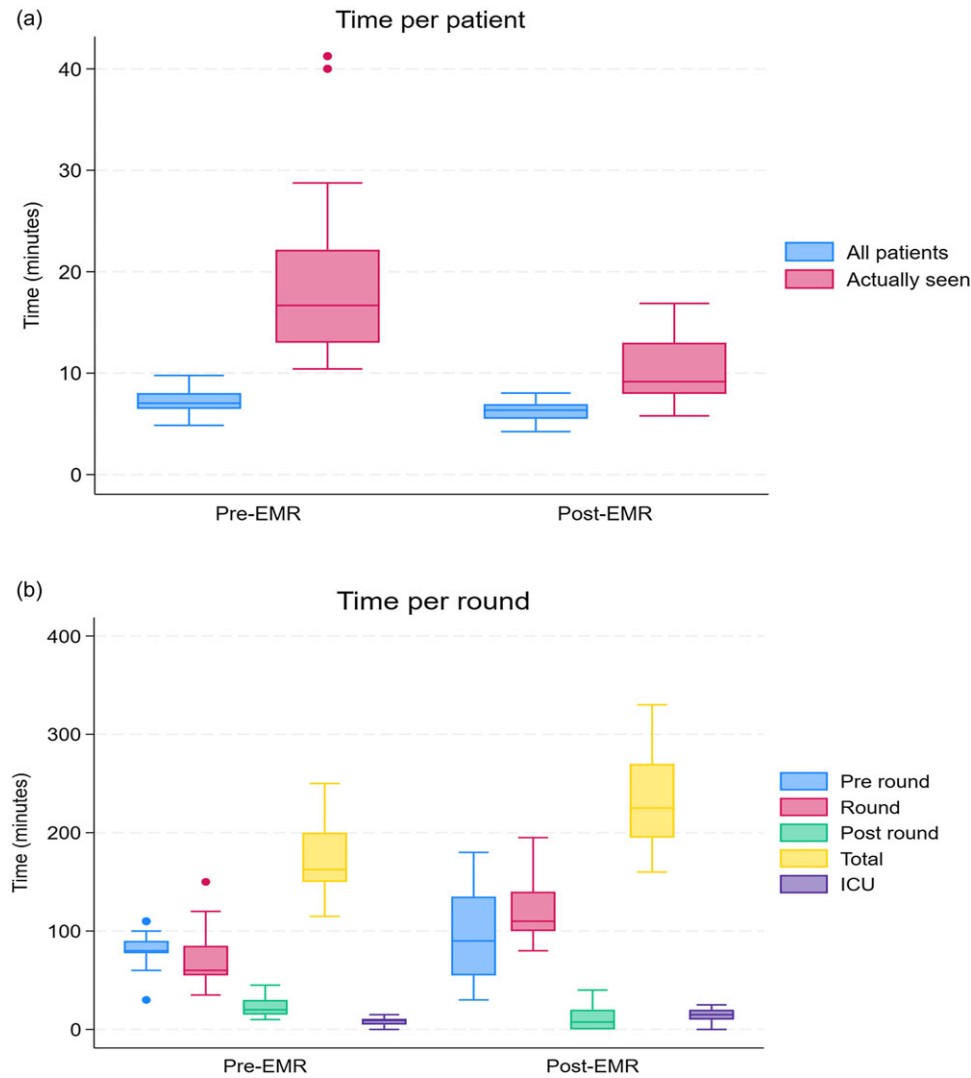 (a)
Time per patient
40
30
20
10
0
Time (minutes)
Pre-EMR
Post-EMR
All patients
Actually seen
(b)
Time per round
400
300
200
100
0
Time (minutes)
Pre-EMR
Post-EMR
Pre round
Round
Post round
Total
ICU